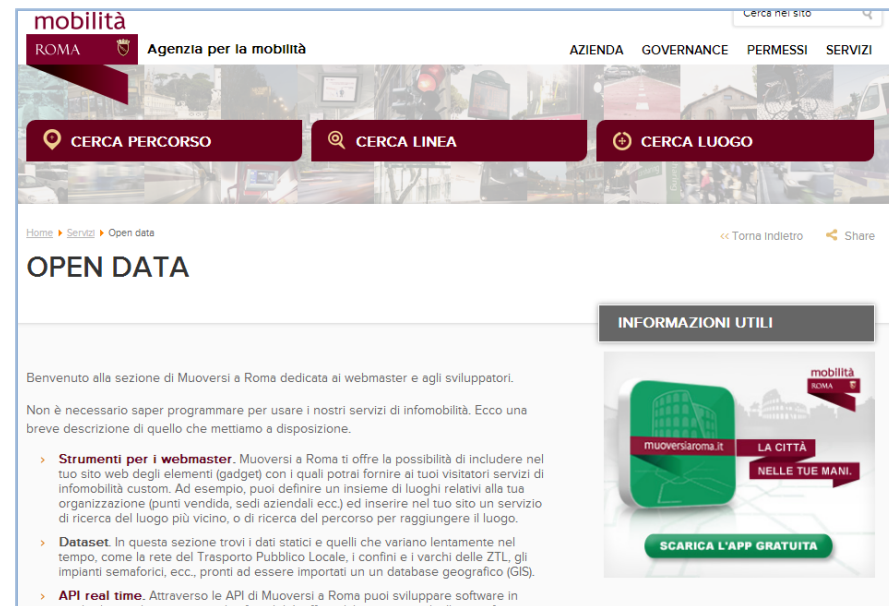 mobilità
Cerca nel sito
ROMA
Agenzia per la mobilità
AZIENDA GOVERNANCE PERMESSI SERVIZI
CERCA PERCORSO
CERCA LINEA
CERCA LUOGO
Home Servizi Open data
<< Torna indietro
Share
OPEN DATA
INFORMAZIONI UTILI
Benvenuto alla sezione di Muoversi a Roma dedicata ai webmaster e agli sviluppatori.
Non è necessario saper programmare per usare i nostri servizi di infomobilità. Ecco una
breve descrizione di quello che mettiamo a disposizione.
› Strumenti per i webmaster. Muoversi a Roma ti offre la possibilità di includere nel
tuo sito web degli elementi (gadget) con i quali potrai fornire ai tuoi visitatori servizi di
infomobilità custom. Ad esempio, puoi definire un insieme di luoghi relativi alla tua
organizzazione (punti vendita, sedi aziendali ecc.) ed inserire nel tuo sito un servizio
di ricerca del luogo più vicino, o di ricerca del percorso per raggiungere il luogo.
› Dataset. In questa sezione trovi i dati statici e quelli che variano lentamente nel
tempo, come la rete del Trasporto Pubblico Locale, i confini e i varchi delle ZTL, gli
impianti semaforici, ecc., pronti ad essere importati un un database geografico (GIS).
› API real time. Attraverso le API di Muoversi a Roma puoi sviluppare software in
mobilità
ROMA
muoversiaroma.it
LA CITTÀ
NELLE TUE MANI.
SCARICA L'APP GRATUITA